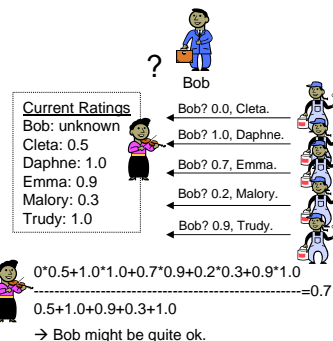 ?
Bob
Current Ratings
Bob: unknown
Cleta: 0.5
Daphne: 1.0
Emma: 0.9
Malory: 0.3
Trudy: 1.0
Bob? 0.0, Cleta.
Bob? 1.0, Daphne.
Bob? 0.7, Emma.
Bob? 0.2, Malory.
Bob? 0.9, Trudy.
0*0.5+1.0*1.0+0.7*0.9+0.2*0.3+0.9*1.0
--------------------------------------------------=0.7
0.5+1.0+0.9+0.3+1.0
→ Bob might be quite ok.